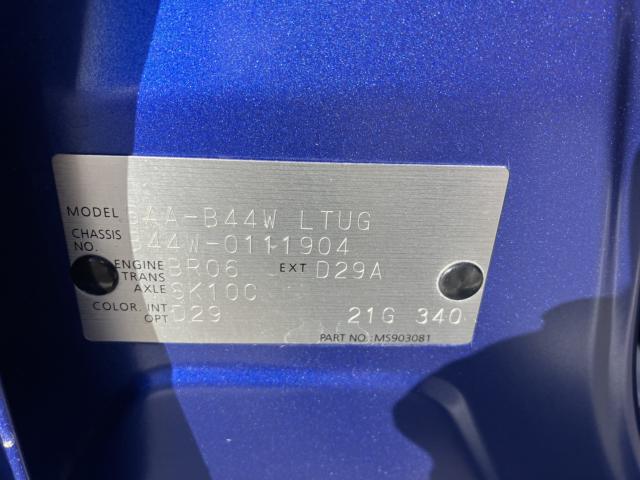 MODEL 5AA-B44W LTUG
CHASSIS NO. B44W-0111904
ENGINE BR06 EXT D29A
TRANS AXLE SK10C
COLOR. INT OPT D29 21G 340
PART NO.: MS903081